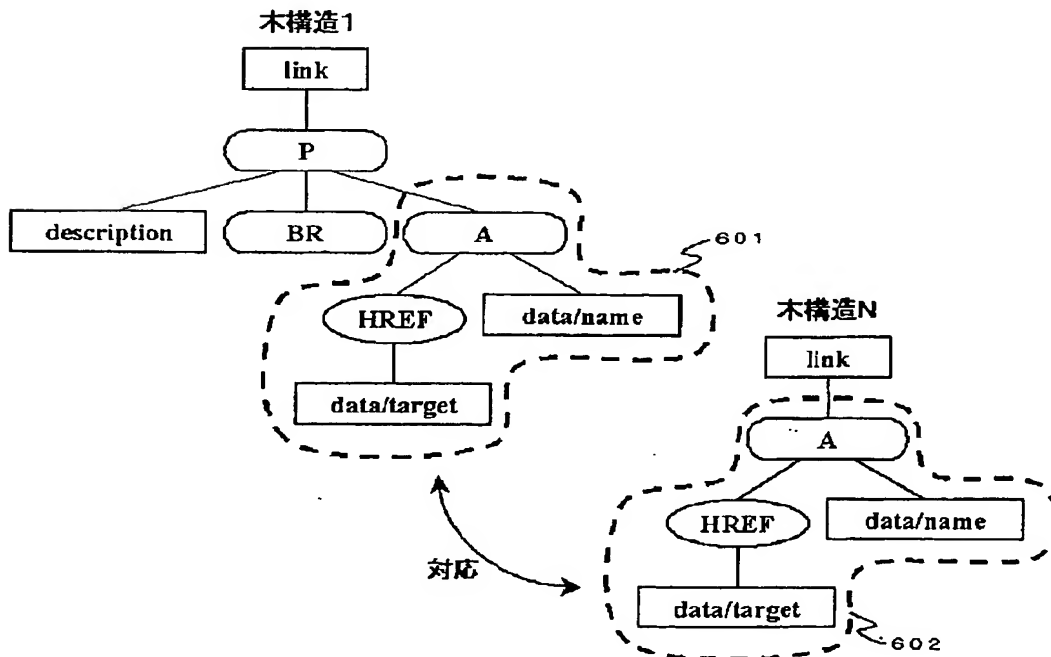 木構造1
link
P
description
BR
A
601
HREF
data/name
data/target
木構造N
link
A
HREF
data/name
対応
data/target
602